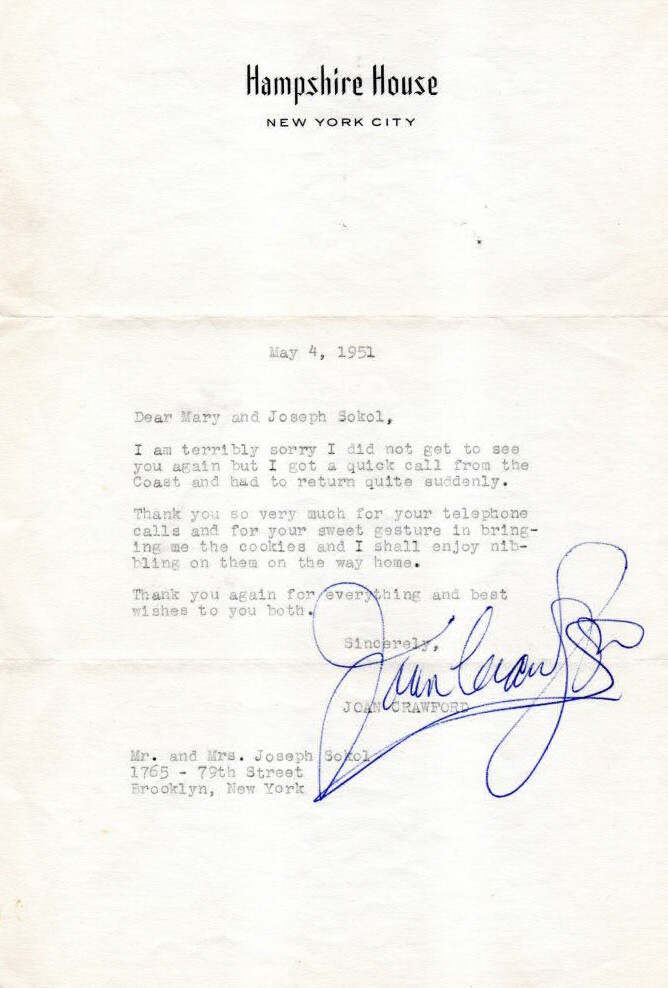 Hampshire House
NEW YORK CITY
May 4, 1951
Dear Mary and Joseph Sokol,
I am terribly sorry I did not get to see
you again but I got a quick call from the
Coast and had to return quite suddenly.
Thank you so very much for your telephone
calls and for your sweet gesture in bring-
ing me the cookies and I shall enjoy nib-
bling on them on the way home.
Thank you again for everything and best
wishes to you both.
Sincerely,
Joan Crawford
JOAN CRAWFORD
Mr. and Mrs. Joseph Sokol
1765 - 79th Street
Brooklyn, New York